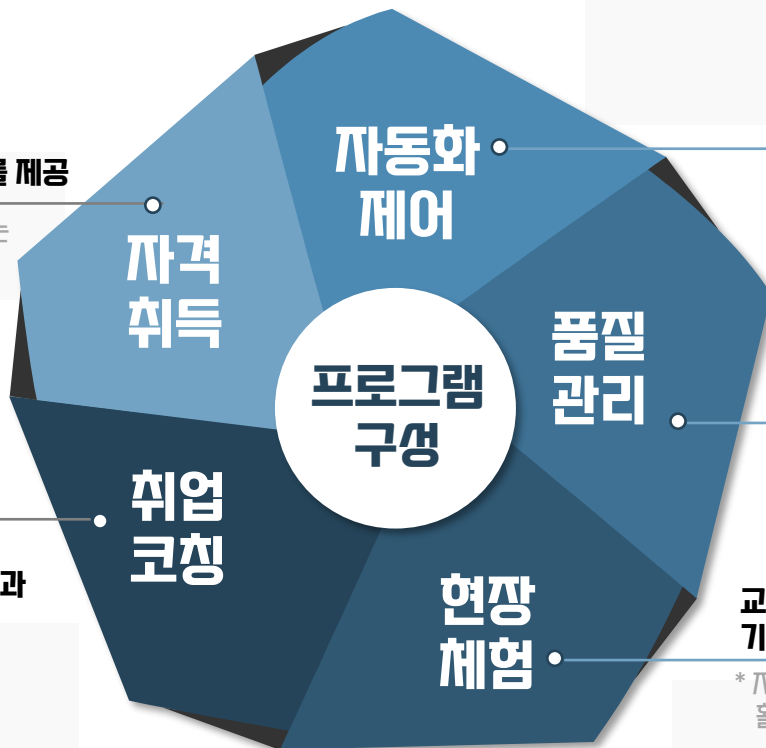 자동화
제어
제공
자격
취득
품질
관리
프로그램
구성
취업
코칭
과
현장
체험
교
기
*